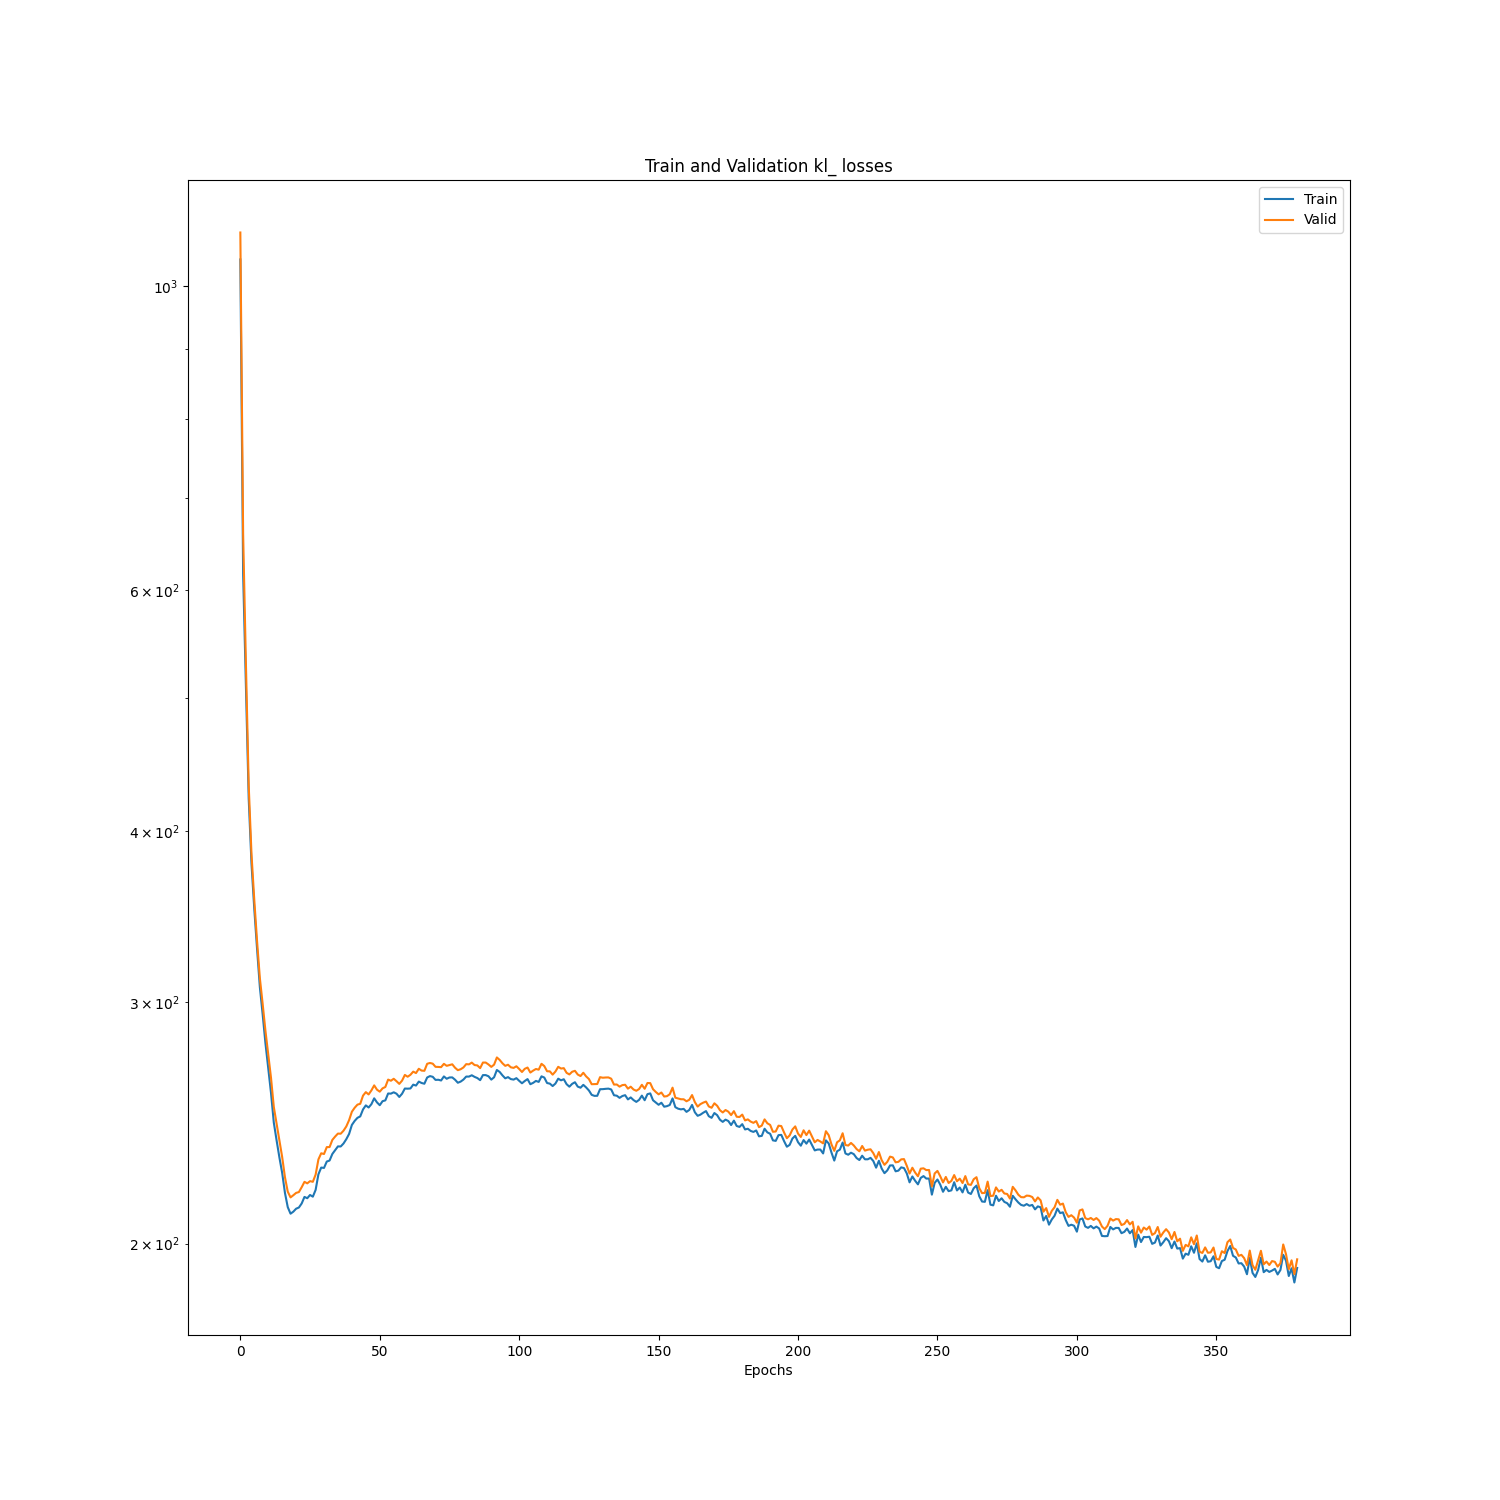 Train and Validation kl_ losses
Train
Valid
10³
6 × 10²
4 × 10²
3 × 10²
2 × 10²
0 50 100 150 200 250 300 350
Epochs